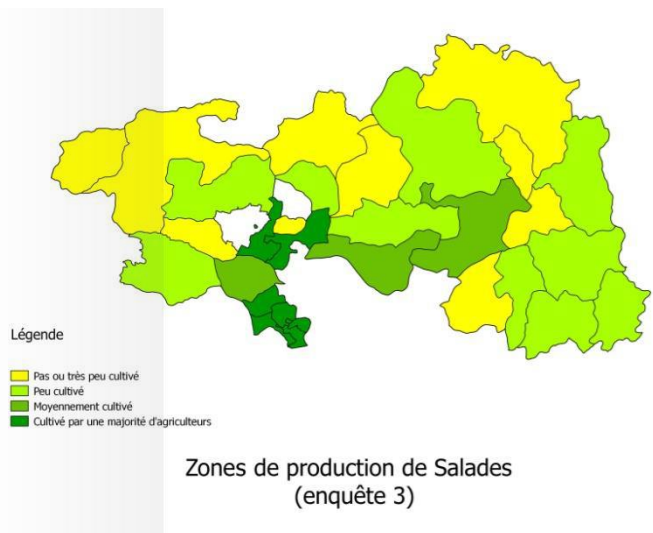 Légende
Pas ou très peu cultivé
Peu cultivé
Moyennement cultivé
Cultivé par une majorité d'agriculteurs
Zones de production de Salades
(enquête 3)